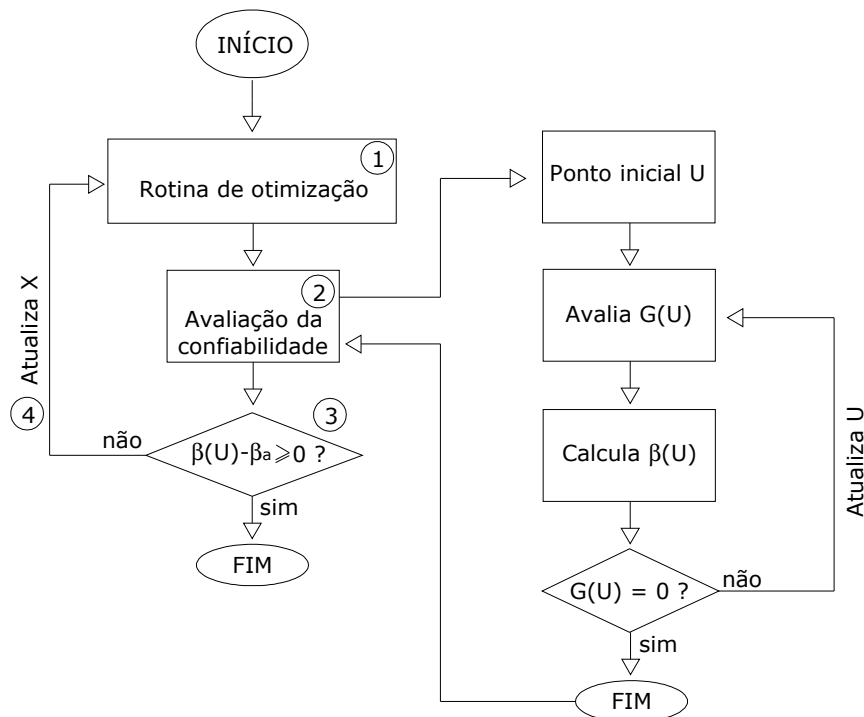 INÍCIO
1
Rotina de otimização
2
Avaliação da
confiabilidade
3
β(U)-βa⩾0 ?
não
4
Atualiza X
sim
FIM
Ponto inicial U
Avalia G(U)
Calcula β(U)
G(U) = 0 ?
não
Atualiza U
sim
FIM